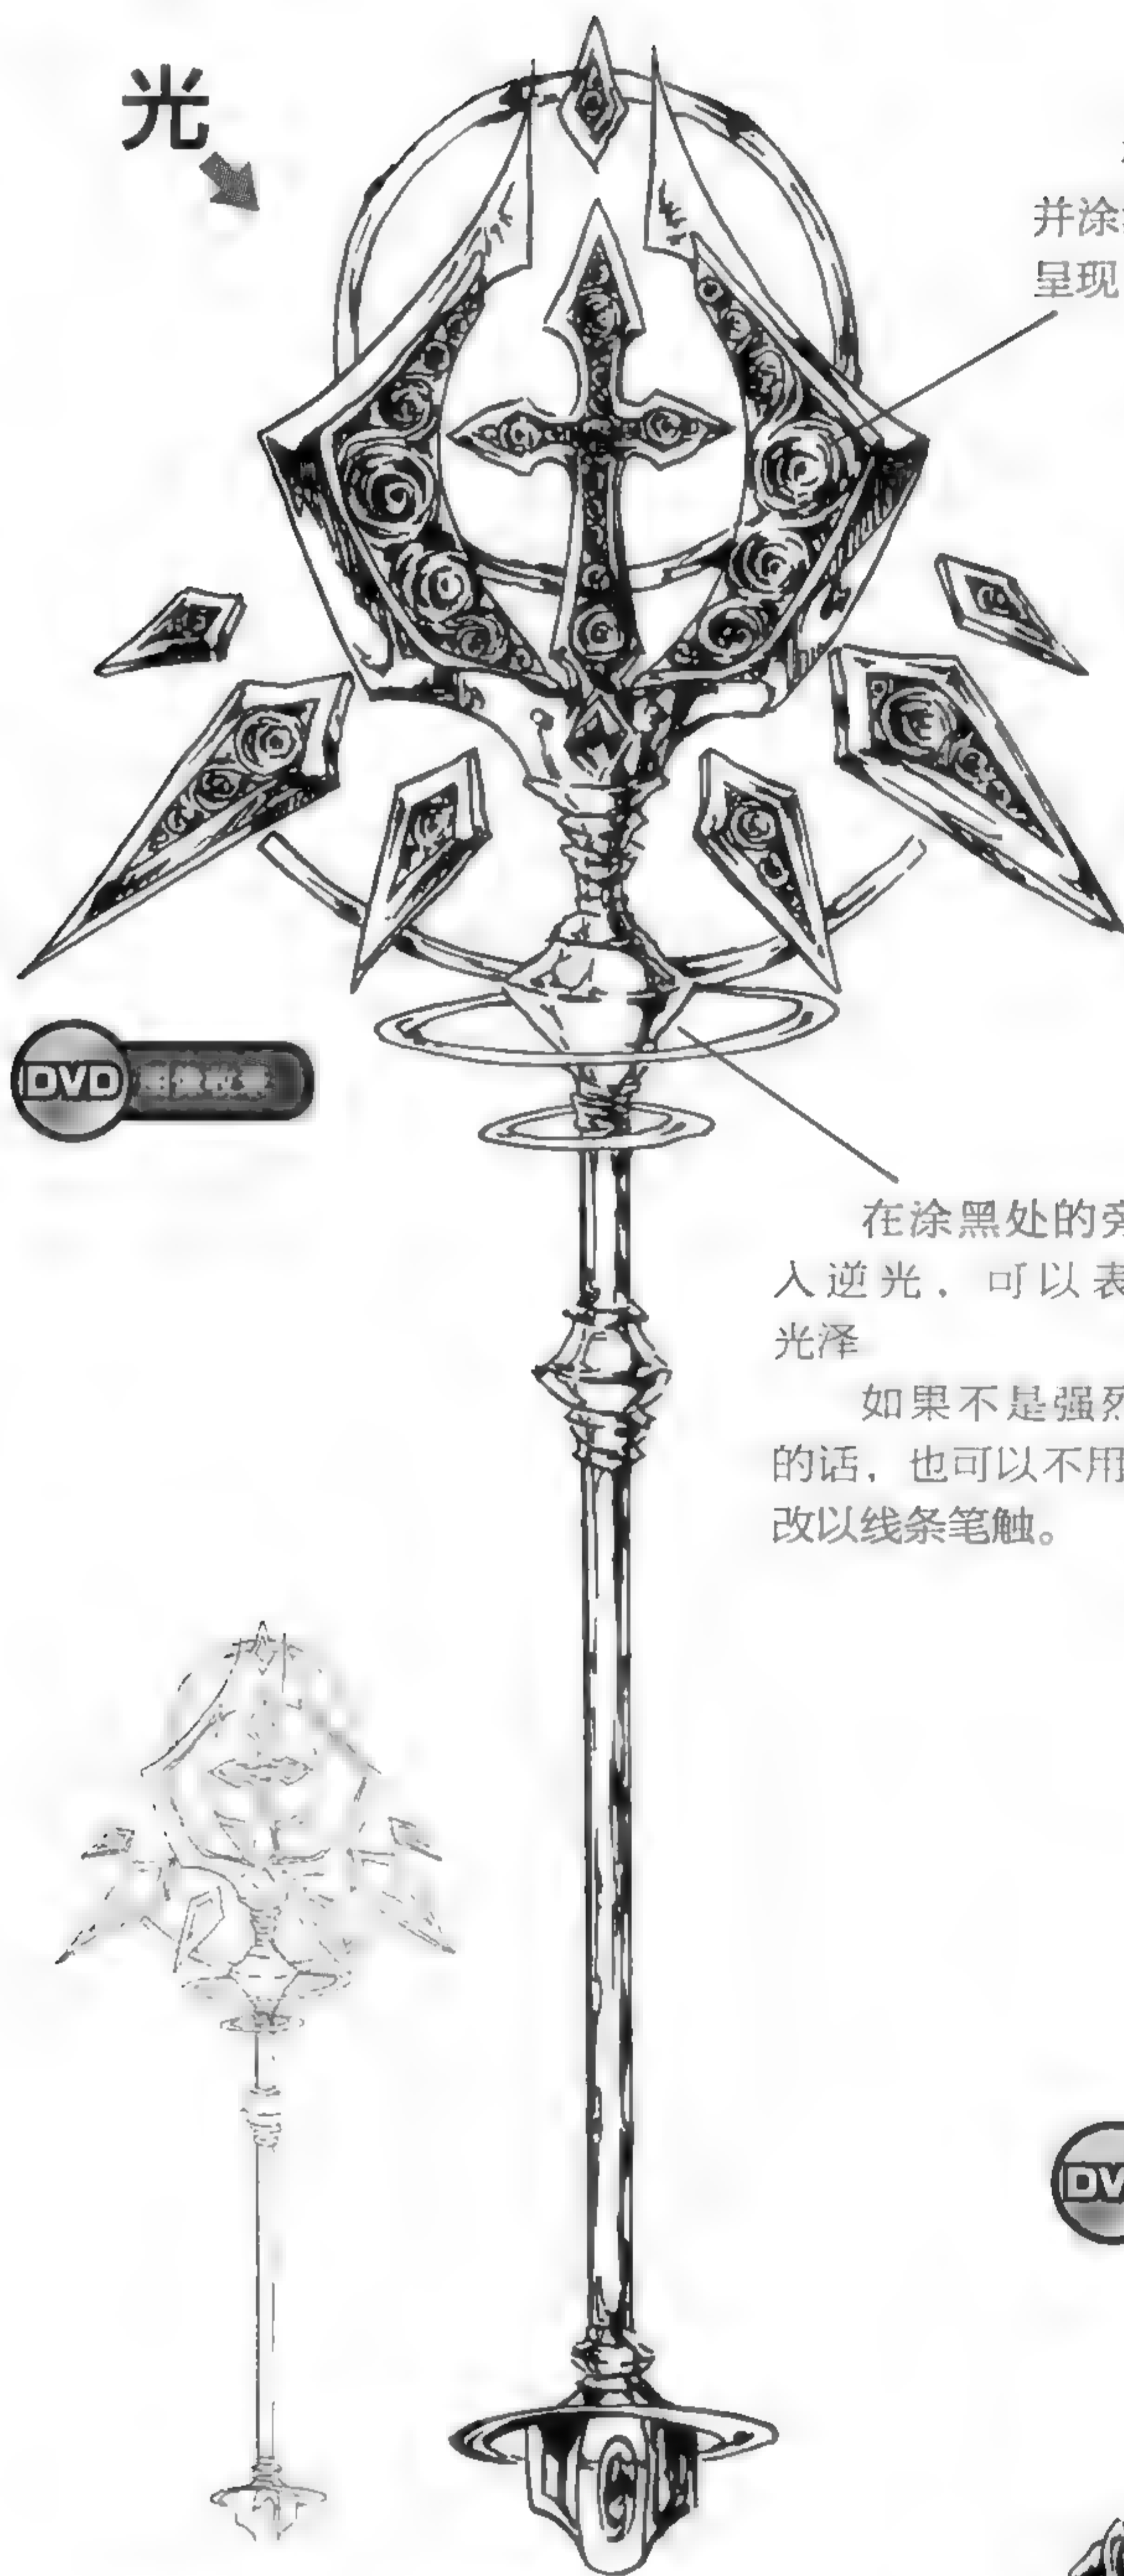 光
并涂
呈现
DVD
在涂黑处的旁
入逆光，可以表
光泽
如果不是强烈
的话，也可以不用
改以线条笔触。
DV